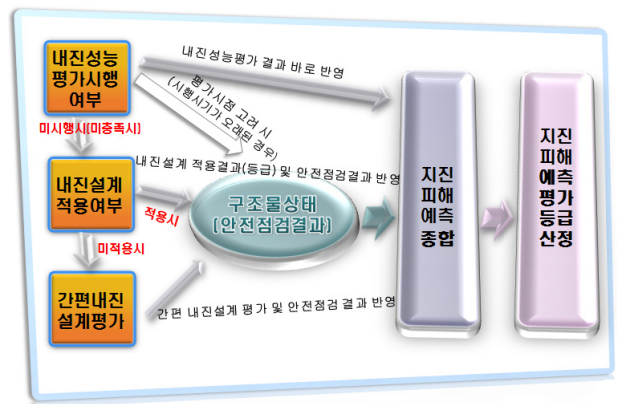 내진성능
평가시행
여부
내진성능평가 결과 바로 반영
평가시점 고려 시
(시행시기가 오래된 경우)
미시행시(미충족시)
내진설계 적용결과(등급) 및 안전점검결과 반영
내진설계
적용여부
적용시
구조물상태
(안전점검결과)
미적용시
간편내진
설계평가
간편 내진설계 평가 및 안전점검 결과 반영
지진
피해
예측
종합
지진
피해
예측
평가
등급
산정